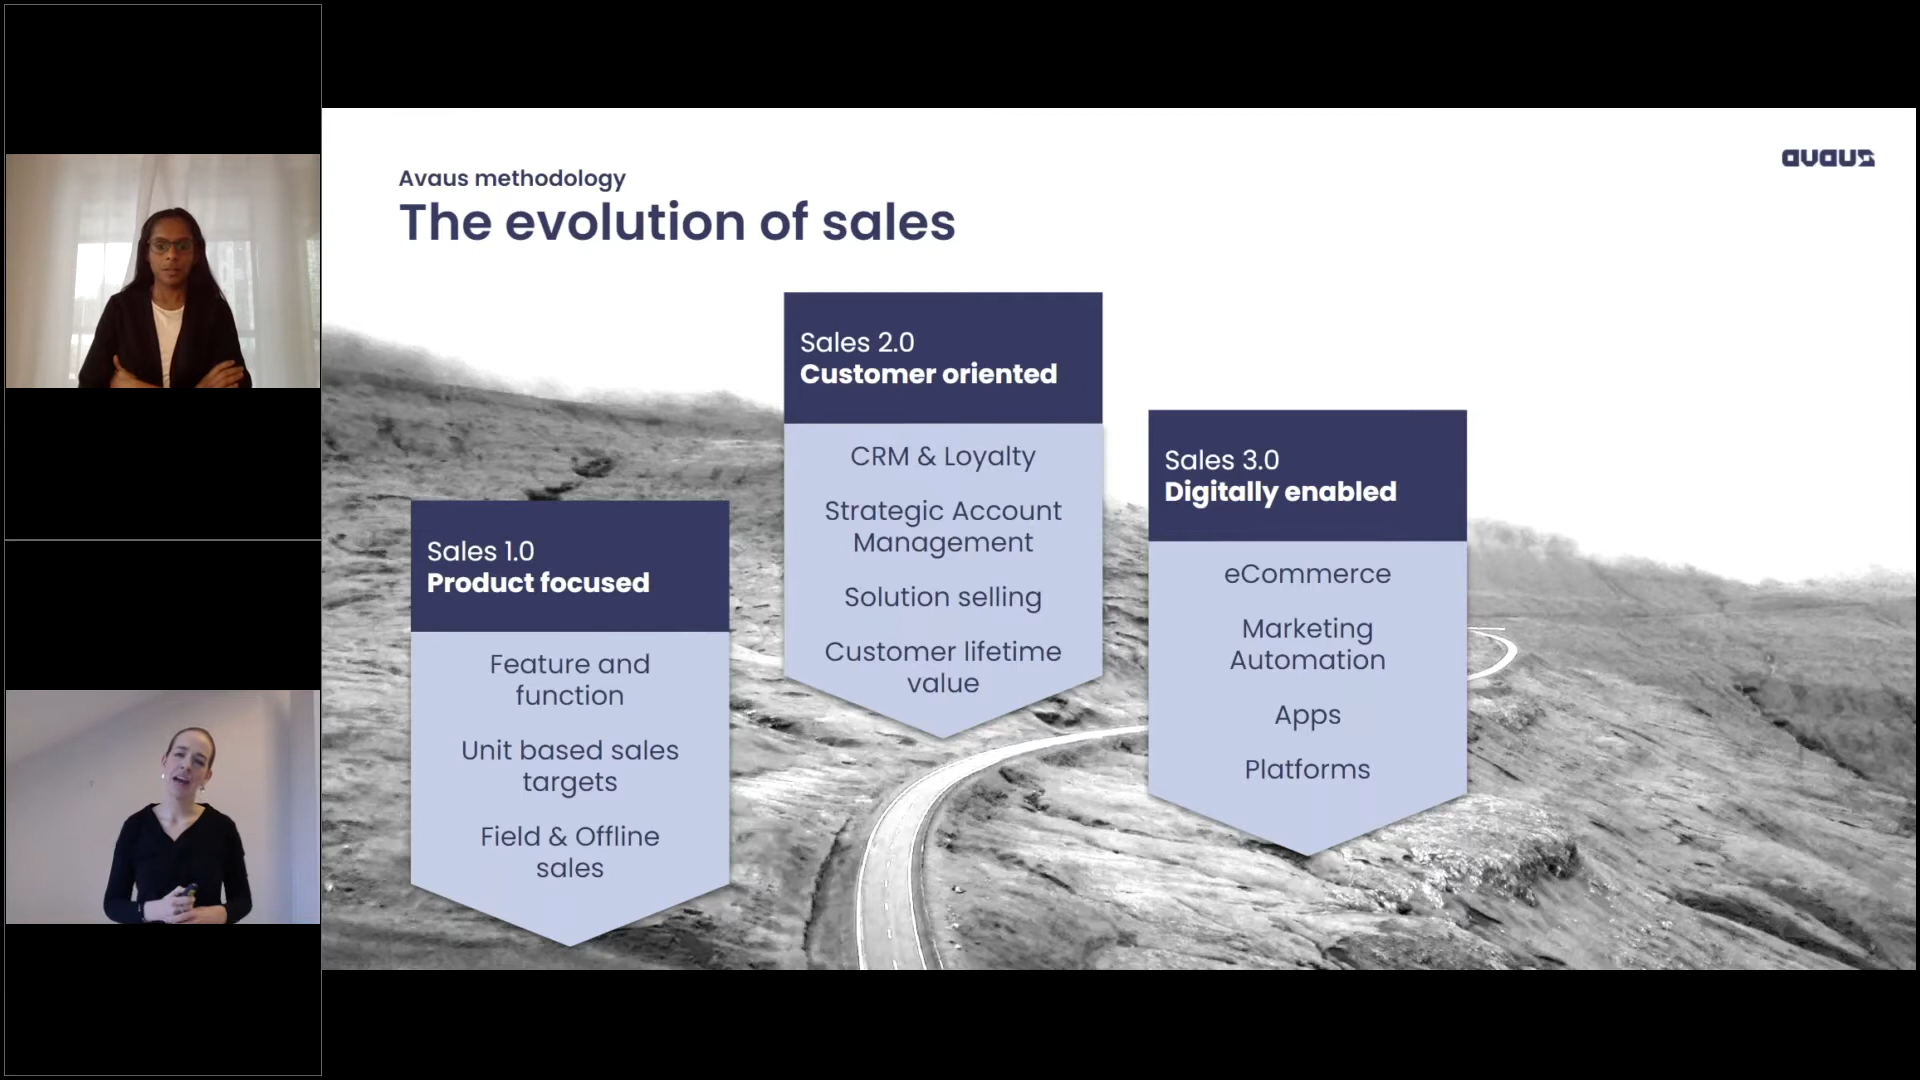 Avaus methodology
The evolution of sales
avaus
Sales 1.0
Product focused
Feature and
function
Unit based sales
targets
Field & Offline
sales
Sales 2.0
Customer oriented
CRM & Loyalty
Strategic Account
Management
Solution selling
Customer lifetime
value
Sales 3.0
Digitally enabled
eCommerce
Marketing
Automation
Apps
Platforms